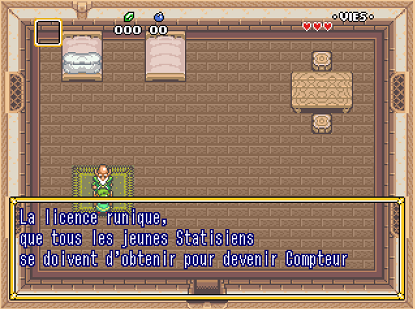 ·VIES·
000 00
La licence runique,
que tous les jeunes Statisiens
se doivent d'obtenir pour devenir Compteur